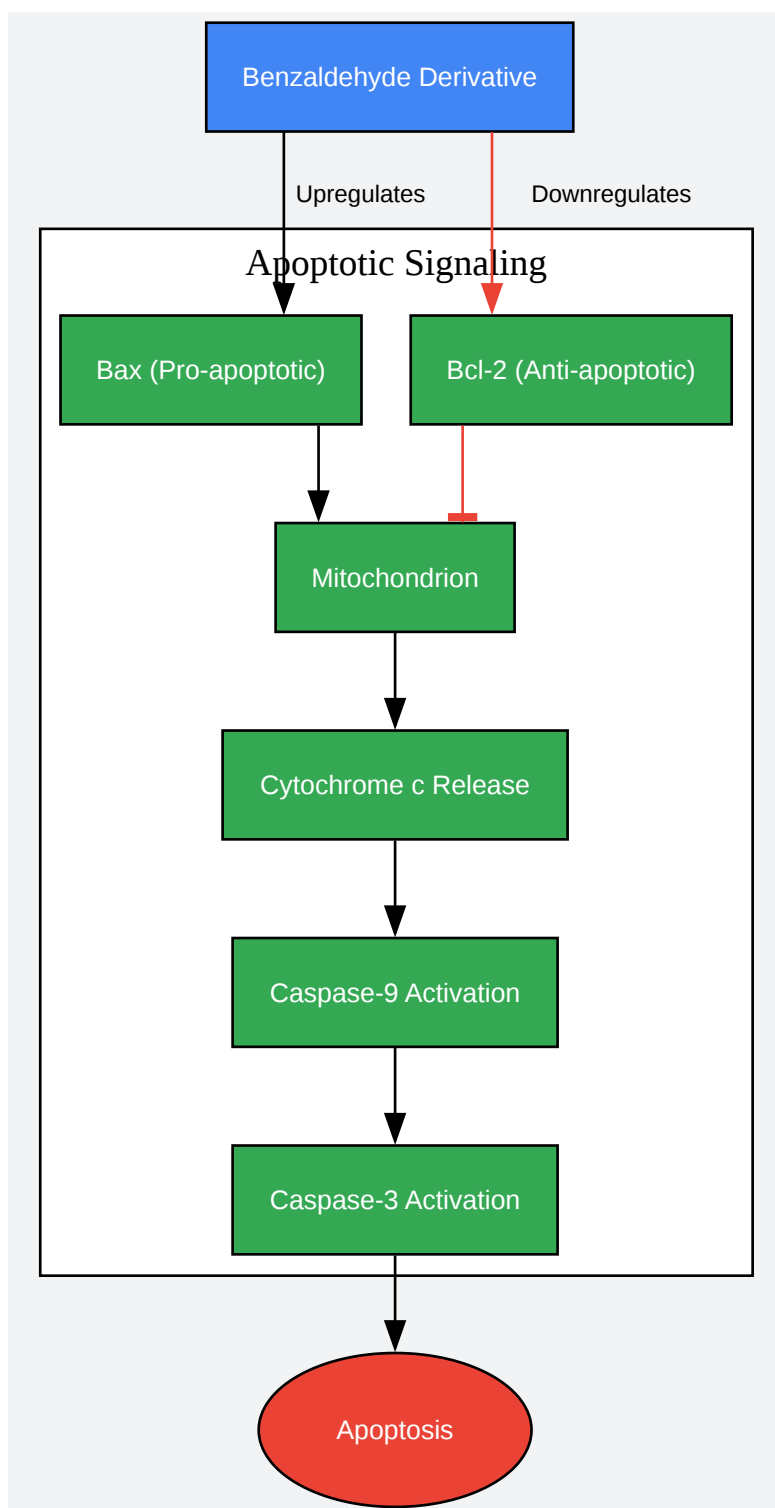 Benzaldehyde Derivative
Upregulates
Downregulates
Apoptotic Signaling
Bax (Pro-apoptotic)
Bcl-2 (Anti-apoptotic)
Mitochondrion
Cytochrome c Release
Caspase-9 Activation
Caspase-3 Activation
Apoptosis